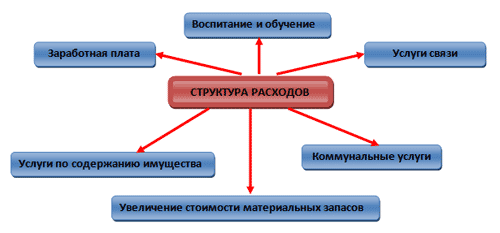 Воспитание и обучение
Заработная плата
Услуги связи
СТРУКТУРА РАСХОДОВ
Услуги по содержанию имущества
Коммунальные услуги
Увеличение стоимости материальных запасов